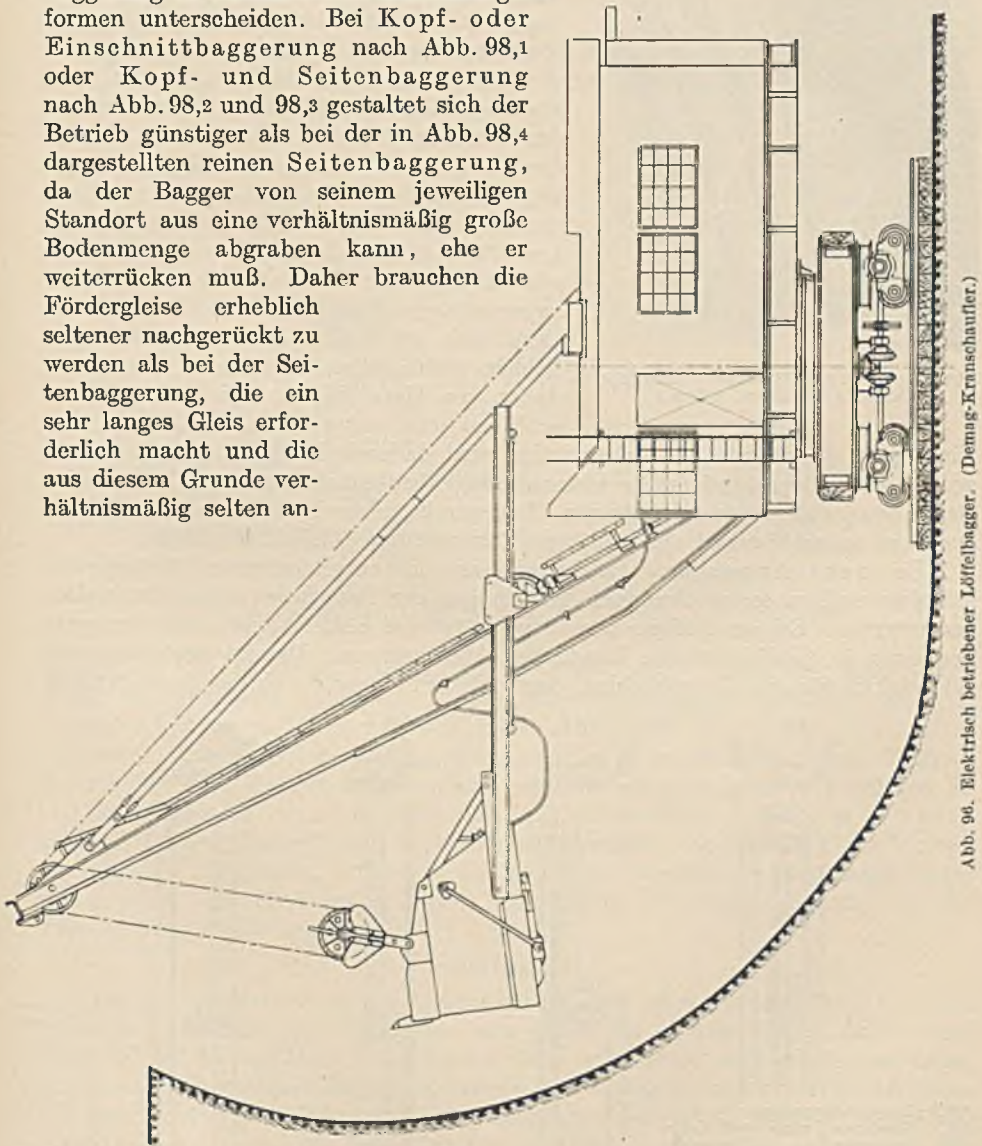 formen unterscheiden. Bei Kopf- oder
Einschnittbaggerung nach Abb. 98,1
oder Kopf- und Seitenbaggerung
nach Abb. 98,2 und 98,3 gestaltet sich der
Betrieb günstiger als bei der in Abb. 98,4
dargestellten reinen Seitenbaggerung,
da der Bagger von seinem jeweiligen
Standort aus eine verhältnismäßig große
Bodenmenge abgraben kann, ehe er
weiterrücken muß. Daher brauchen die
Fördergleise erheblich
seltener nachgerückt zu
werden als bei der Sei-
tenbaggerung, die ein
sehr langes Gleis erfor-
derlich macht und die
aus diesem Grunde ver-
hältnismäßig selten an-
Abb. 96. Elektrisch betriebener Löffelbagger. (Demag-Kranschaufler.)